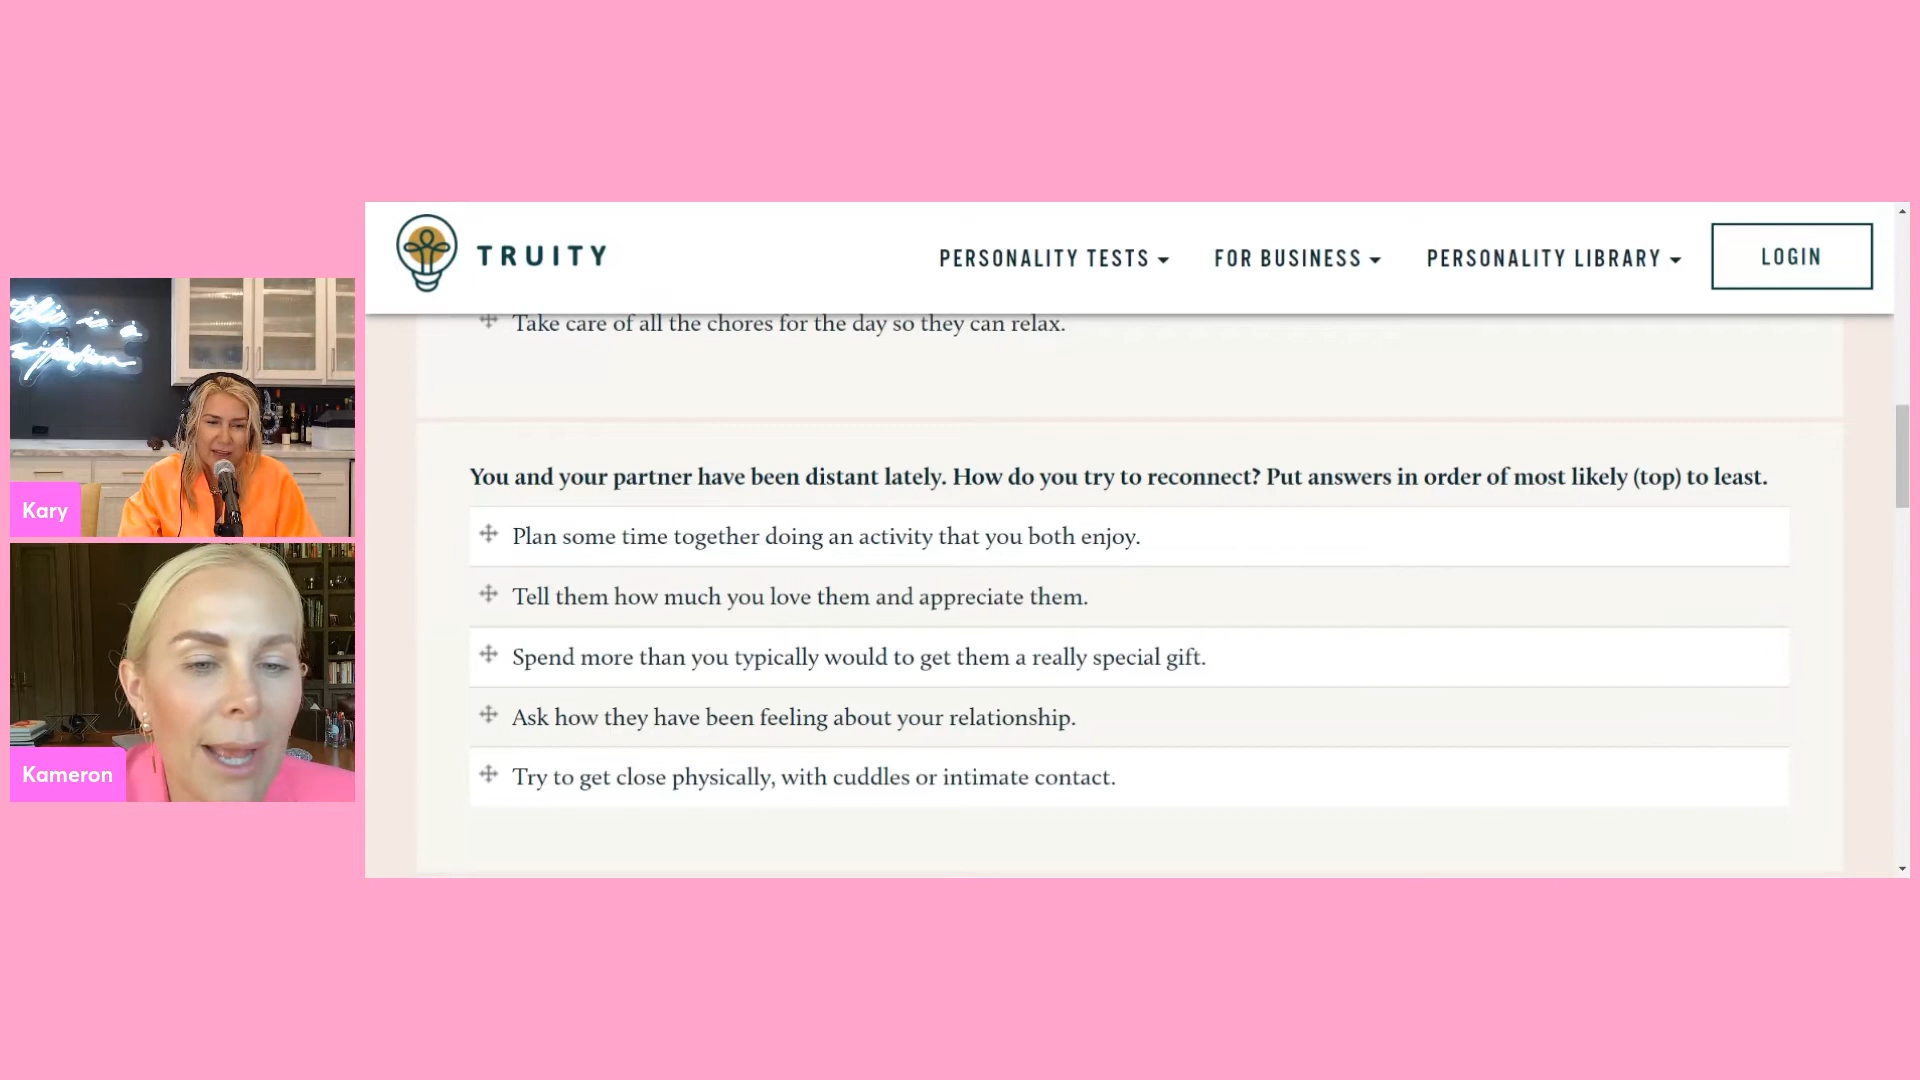 TRUITY
PERSONALITY TESTS
FOR BUSINESS
PERSONALITY LIBRARY
LOGIN
Take care of all the chores for the day so they can relax.
You and your partner have been distant lately. How do you try to reconnect? Put answers in order of most likely (top) to least.
Plan some time together doing an activity that you both enjoy.
Tell them how much you love them and appreciate them.
Spend more than you typically would to get them a really special gift.
Ask how they have been feeling about your relationship.
Try to get close physically, with cuddles or intimate contact.
this is a
Kary
Kameron